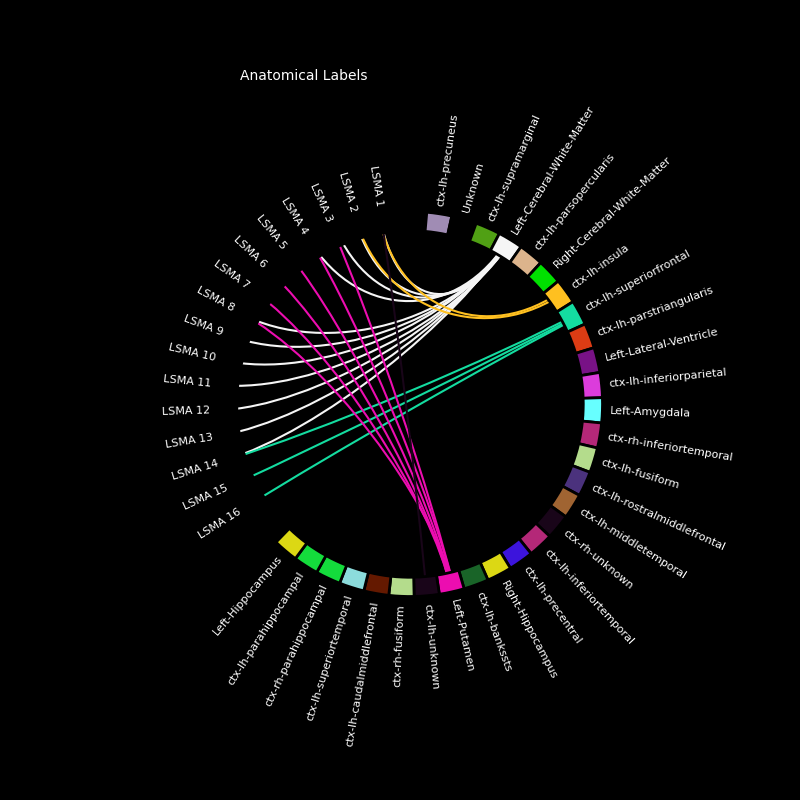 Anatomical Labels
ctx-lh-precuneus
Unknown
ctx-lh-supramarginal
Left-Cerebral-White-Matter
ctx-lh-parsopercularis
Right-Cerebral-White-Matter
ctx-lh-insula
ctx-lh-superiorfrontal
ctx-lh-parstriangularis
Left-Lateral-Ventricle
ctx-lh-inferiorparietal
Left-Amygdala
ctx-rh-inferiortemporal
ctx-lh-fusiform
ctx-lh-rostralmiddlefrontal
ctx-lh-middletemporal
ctx-rh-unknown
ctx-lh-inferiortemporal
ctx-lh-precentral
Right-Hippocampus
ctx-lh-bankssts
Left-Putamen
ctx-lh-unknown
ctx-rh-fusiform
ctx-lh-caudalmiddlefrontal
ctx-lh-superiortemporal
ctx-rh-parahippocampal
ctx-lh-parahippocampal
Left-Hippocampus
LSMA 16
LSMA 15
LSMA 14
LSMA 13
LSMA 12
LSMA 11
LSMA 10
LSMA 9
LSMA 8
LSMA 7
LSMA 6
LSMA 5
LSMA 4
LSMA 3
LSMA 2
LSMA 1